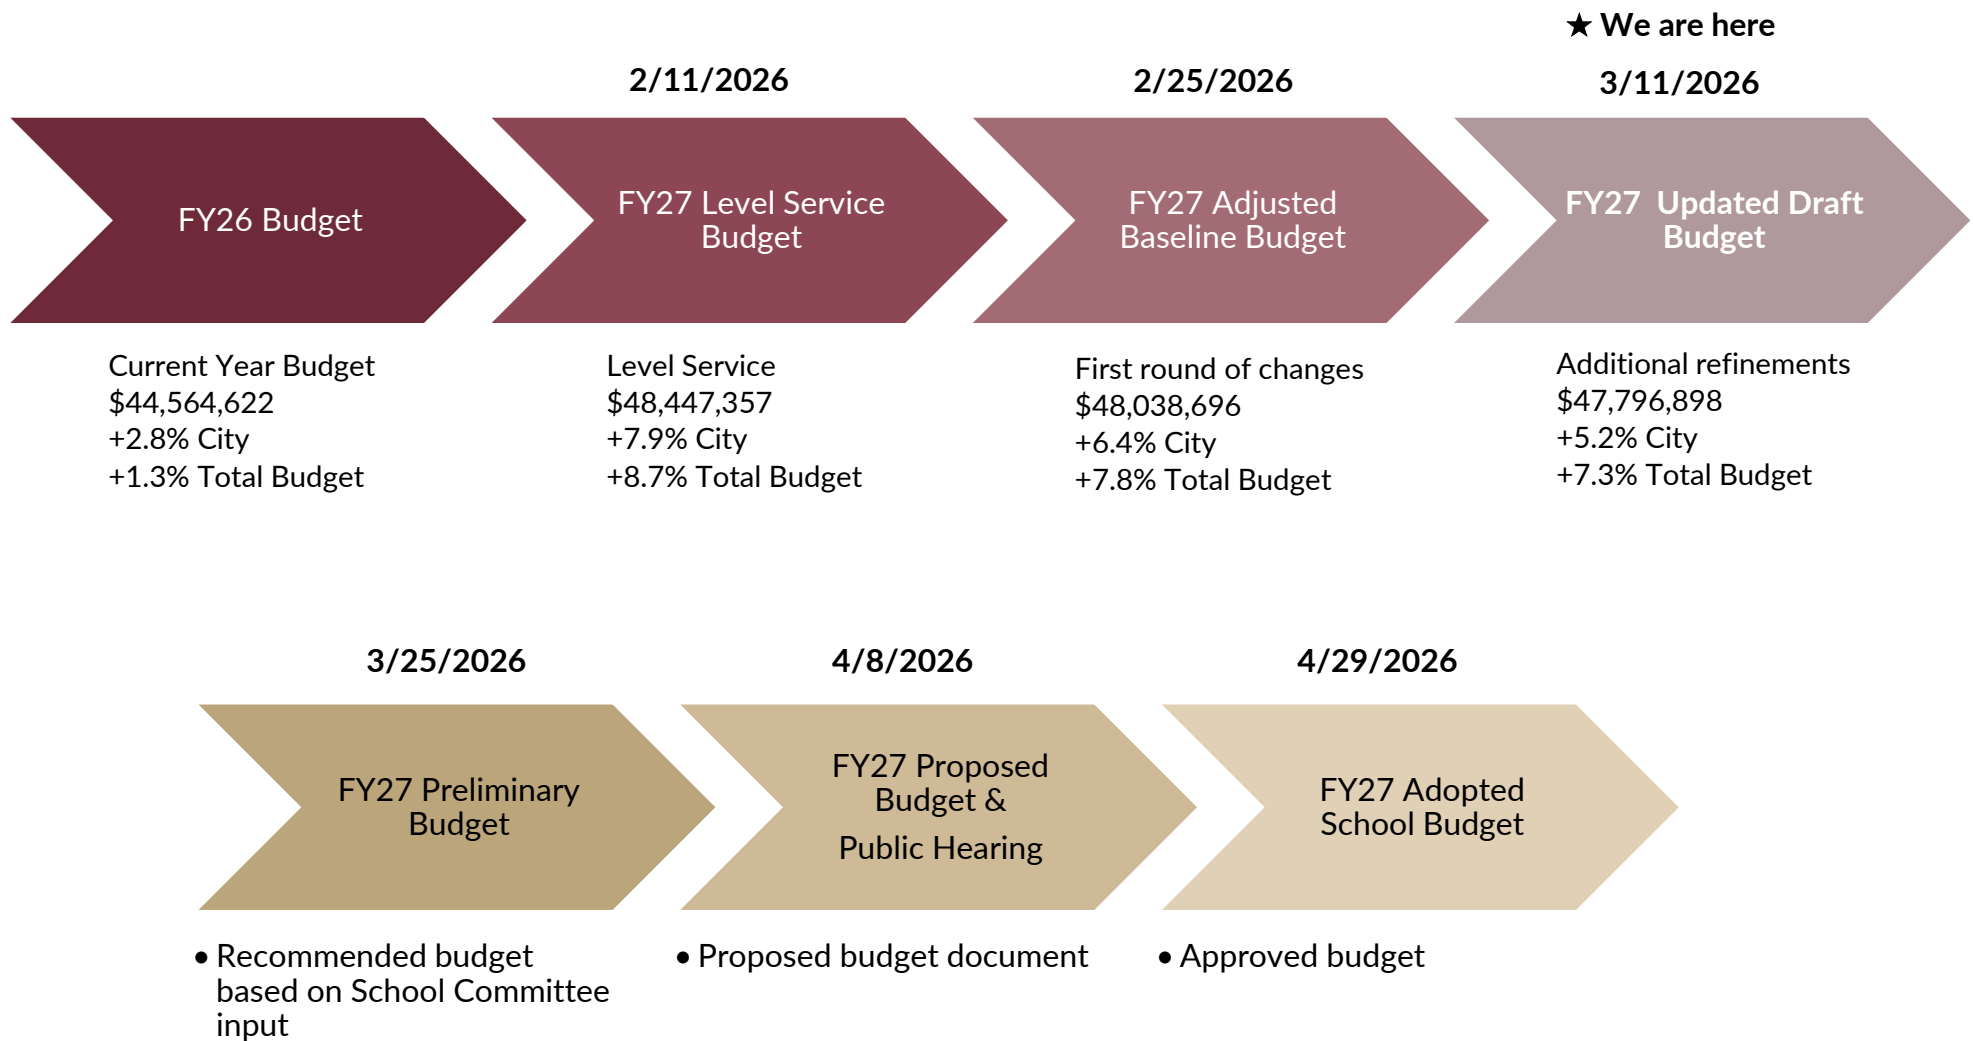 ★ We are here
2/11/2026
2/25/2026
3/11/2026
FY26 Budget
FY27 Level Service
Budget
FY27 Adjusted
Baseline Budget
FY27  Updated Draft
Budget
Current Year Budget
$44,564,622
+2.8% City
+1.3% Total Budget
Level Service
$48,447,357
+7.9% City
+8.7% Total Budget
First round of changes
$48,038,696
+6.4% City
+7.8% Total Budget
Additional refinements
$47,796,898
+5.2% City
+7.3% Total Budget
3/25/2026
4/8/2026
4/29/2026
FY27 Preliminary
Budget
FY27 Proposed
Budget &
Public Hearing
FY27 Adopted
School Budget
• Recommended budget
based on School Committee
input
• Proposed budget document
• Approved budget